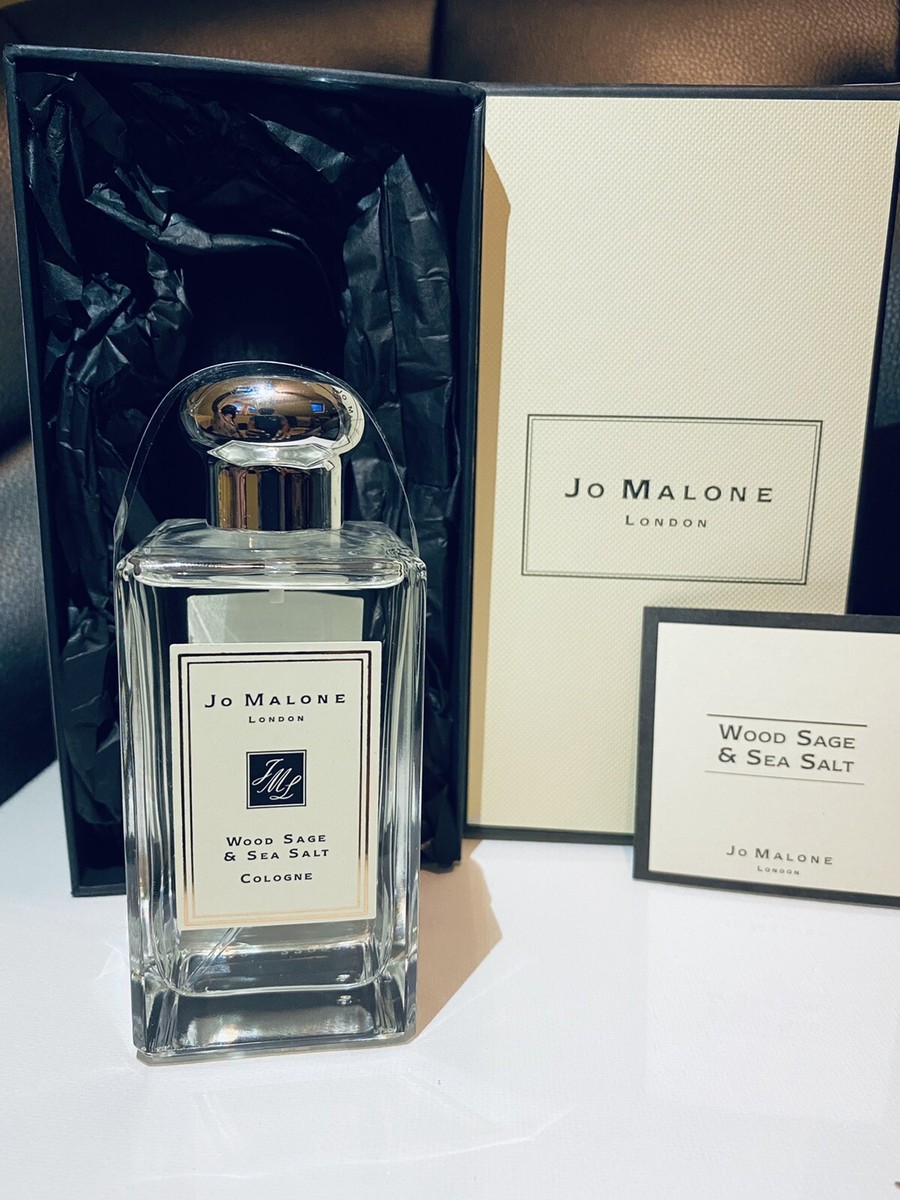 Jo Malone
London
JML
Wood Sage
& Sea Salt
Cologne
Jo Malone
London
Wood Sage
& Sea Salt
Jo Malone
London
Jo M